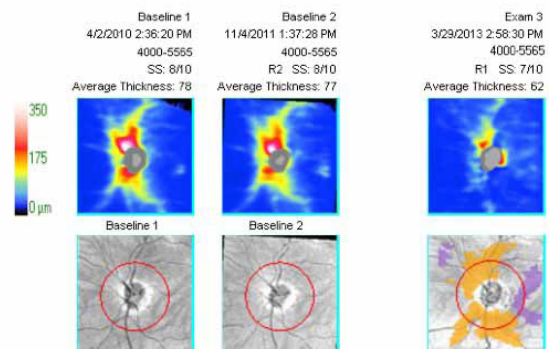 Baseline 1
4/2/2010 2:36:20 PM
4000-5565
SS: 8/10
Average Thickness: 78
Baseline 2
11/4/2011 1:37:28 PM
4000-5565
R2 SS: 8/10
Average Thickness: 77
Exam 3
3/29/2013 2:58:30 PM
4000-5565
R1 SS: 7/10
Average Thickness: 62
350
175
0 µm
Baseline 1
Baseline 2